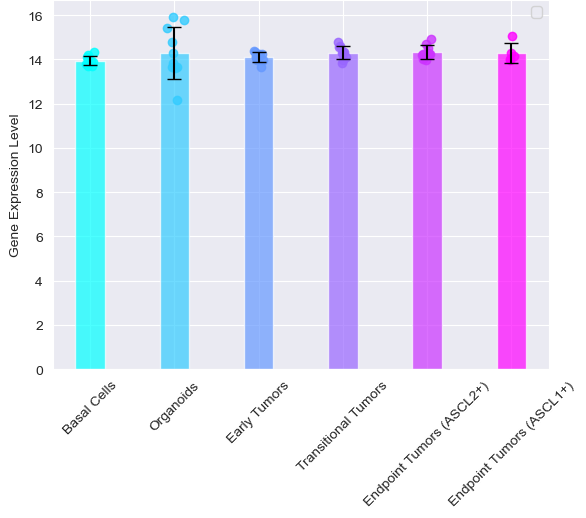 16
14
12
10
8
6
4
2
0
Gene Expression Level
Basal Cells
Organoids
Early Tumors
Transitional Tumors
Endpoint Tumors (ASCL2+)
Endpoint Tumors (ASCL1+)